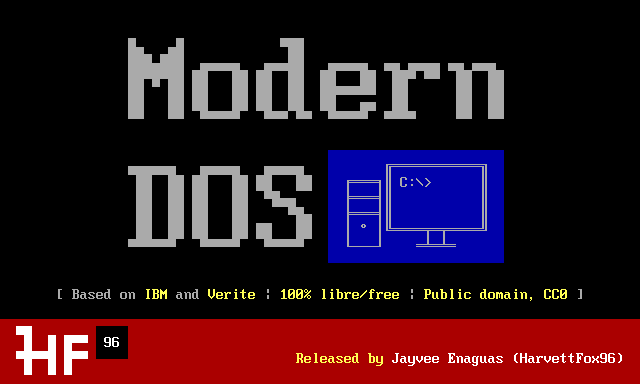 Modern
DOS
C:\>
[ Based on IBM and Verite ¦ 100% libre/free ¦ Public domain, CC0 ]
HF 96
Released by Jayvee Enaguas (HarvettFox96)